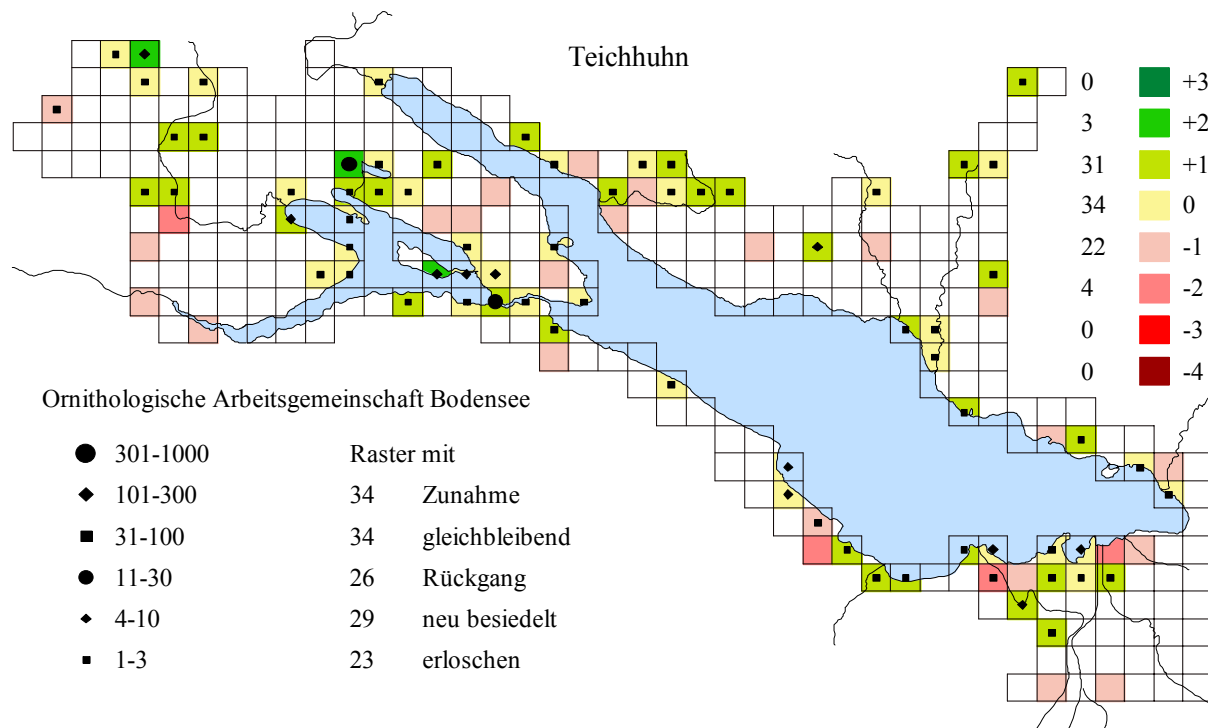 Teichhuhn
0 +3
3 +2
31 +1
34 0
22 -1
4 -2
0 -3
0 -4
Ornithologische Arbeitsgemeinschaft Bodensee
301-1000 Raster mit
101-300 34 Zunahme
31-100 34 gleichbleibend
11-30 26 Rückgang
4-10 29 neu besiedelt
1-3 23 erloschen